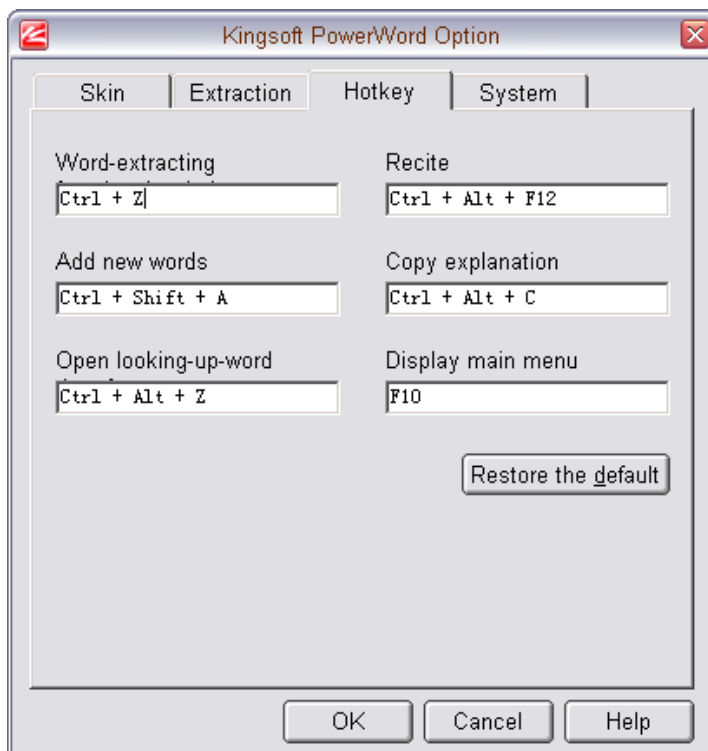 Kingsoft PowerWord Option
Skin Extraction Hotkey System
Word-extracting
Ctrl + Z
Recite
Ctrl + Alt + F12
Add new words
Ctrl + Shift + A
Copy explanation
Ctrl + Alt + C
Open looking-up-word
Ctrl + Alt + Z
Display main menu
F10
Restore the default
OK Cancel Help